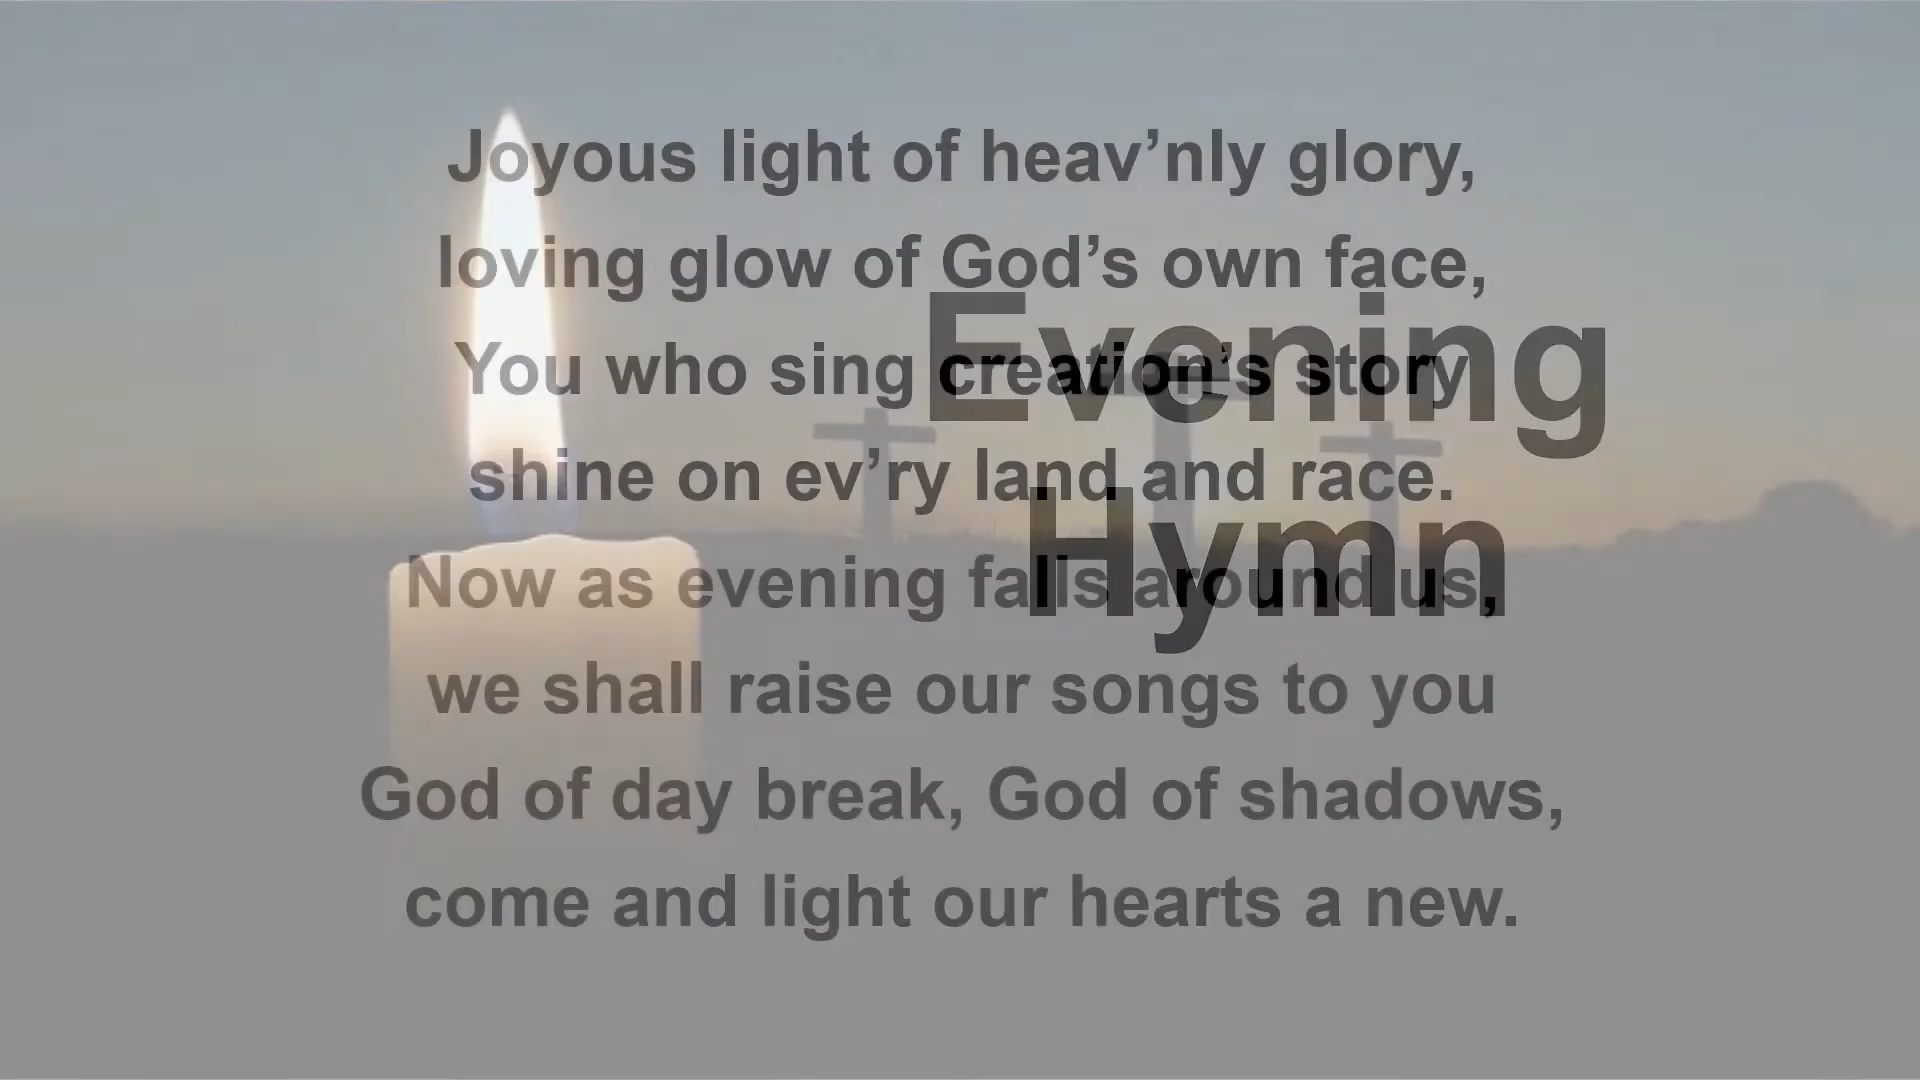 Joyous light of heav’nly glory,
loving glow of God’s own face,
You who sing creation’s story
shine on ev’ry land and race.
Now as evening falls around us,
we shall raise our songs to you
God of day break, God of shadows,
come and light our hearts a new.
Evening
Hymn